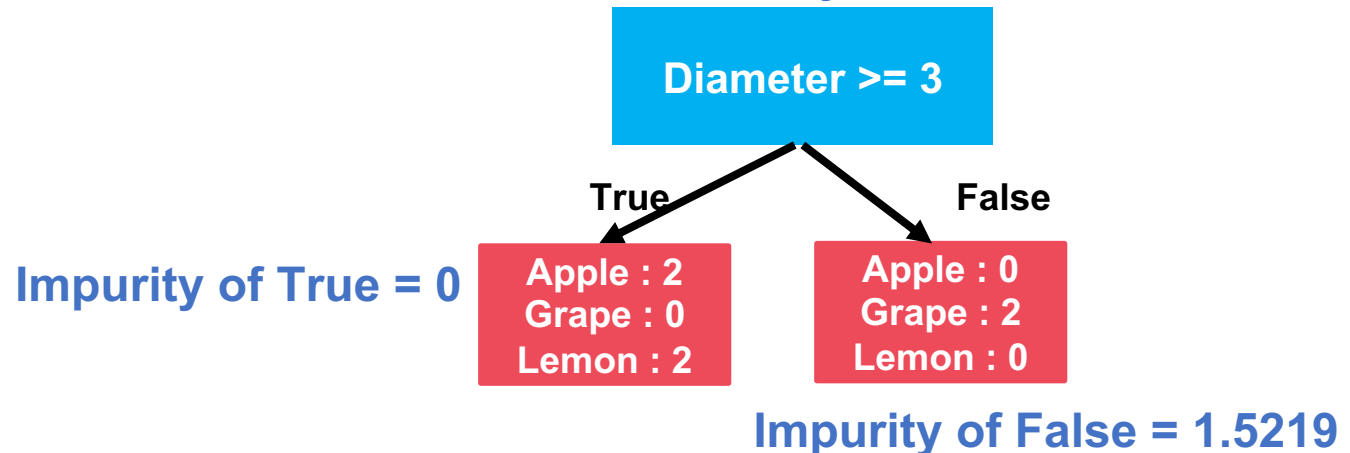 Diameter >= 3
True
False
Impurity of True = 0
Apple : 2
Grape : 0
Lemon : 2
Apple : 0
Grape : 2
Lemon : 0
Impurity of False = 1.5219